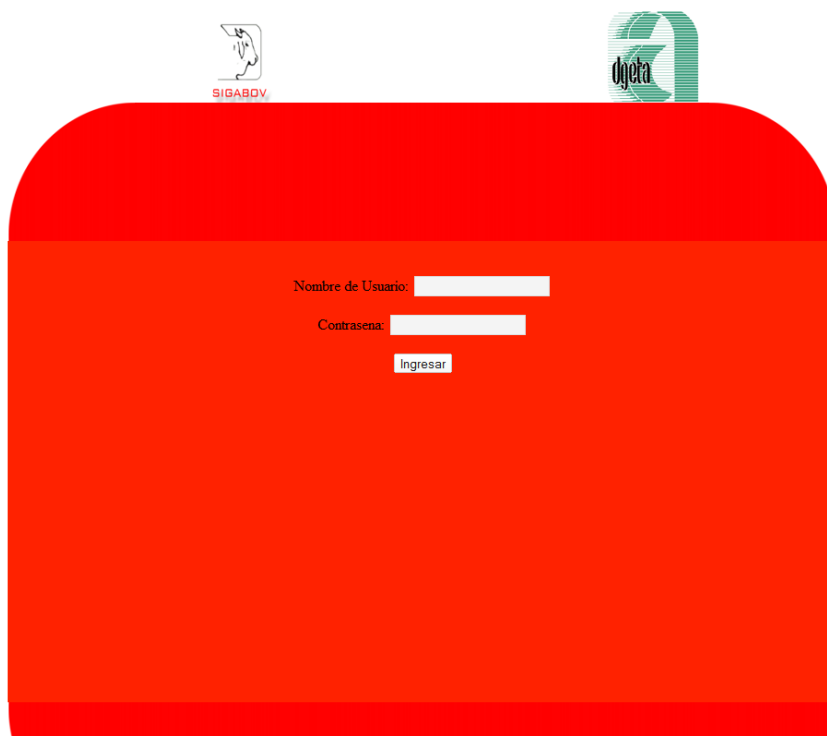 SIGABOV
dgeta
Nombre de Usuario:
Contrasena:
Ingresar